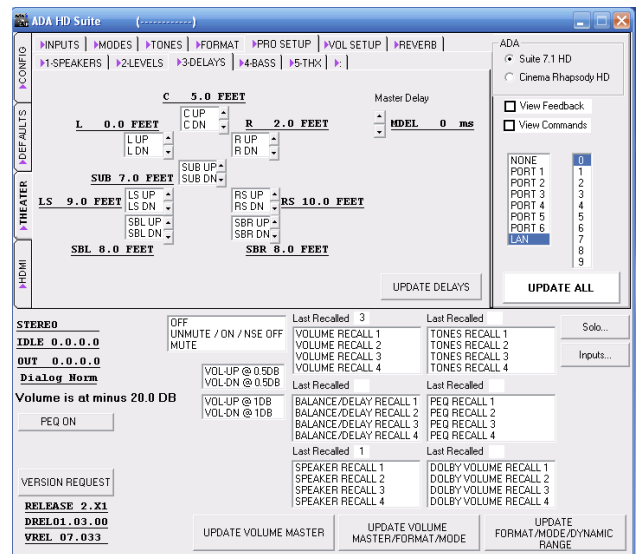 ADA HD Suite (------------)
INPUTS MODES TONES FORMAT PRO SETUP VOL SETUP REVERB
1-SPEAKERS 2-LEVELS 3-DELAYS 4-BASS 5-THX :
CONFIG
DEFAULTS
THEATER
HDMI
C 5.0 FEET
C UP
C DN
L 0.0 FEET
L UP
L DN
R 2.0 FEET
R UP
R DN
SUB 7.0 FEET
SUB UP
SUB DN
LS 9.0 FEET
LS UP
LS DN
RS UP
RS DN
RS 10.0 FEET
SBL UP
SBL DN
SBR UP
SBR DN
SBL 8.0 FEET
SBR 8.0 FEET
Master Delay
MDEL 0 ms
UPDATE DELAYS
ADA
Suite 7.1 HD
Cinema Rhapsody HD
View Feedback
View Commands
NONE
PORT 1
PORT 2
PORT 3
PORT 4
PORT 5
PORT 6
LAN
0
1
2
3
4
5
6
7
8
9
UPDATE ALL
STEREO
IDLE 0.0.0.0
OUT 0.0.0.0
Dialog Norm
Volume is at minus 20.0 DB
PEQ ON
VERSION REQUEST
RELEASE 2.X1
DREL01.03.00
VREL 07.033
OFF
UNMUTE / ON / NSE OFF
MUTE
VOL-UP @ 0.5DB
VOL-DN @ 0.5DB
VOL-UP @ 1DB
VOL-DN @ 1DB
Last Recalled 3
VOLUME RECALL 1
VOLUME RECALL 2
VOLUME RECALL 3
VOLUME RECALL 4
Last Recalled
TONES RECALL 1
TONES RECALL 2
TONES RECALL 3
TONES RECALL 4
Last Recalled
BALANCE/DELAY RECALL 1
BALANCE/DELAY RECALL 2
BALANCE/DELAY RECALL 3
BALANCE/DELAY RECALL 4
Last Recalled
PEQ RECALL 1
PEQ RECALL 2
PEQ RECALL 3
PEQ RECALL 4
Last Recalled 1
SPEAKER RECALL 1
SPEAKER RECALL 2
SPEAKER RECALL 3
SPEAKER RECALL 4
Last Recalled
DOLBY VOLUME RECALL 1
DOLBY VOLUME RECALL 2
DOLBY VOLUME RECALL 3
DOLBY VOLUME RECALL 4
Solo...
Inputs...
UPDATE VOLUME MASTER
UPDATE VOLUME
MASTER/FORMAT/MODE
UPDATE
FORMAT/MODE/DYNAMIC
RANGE